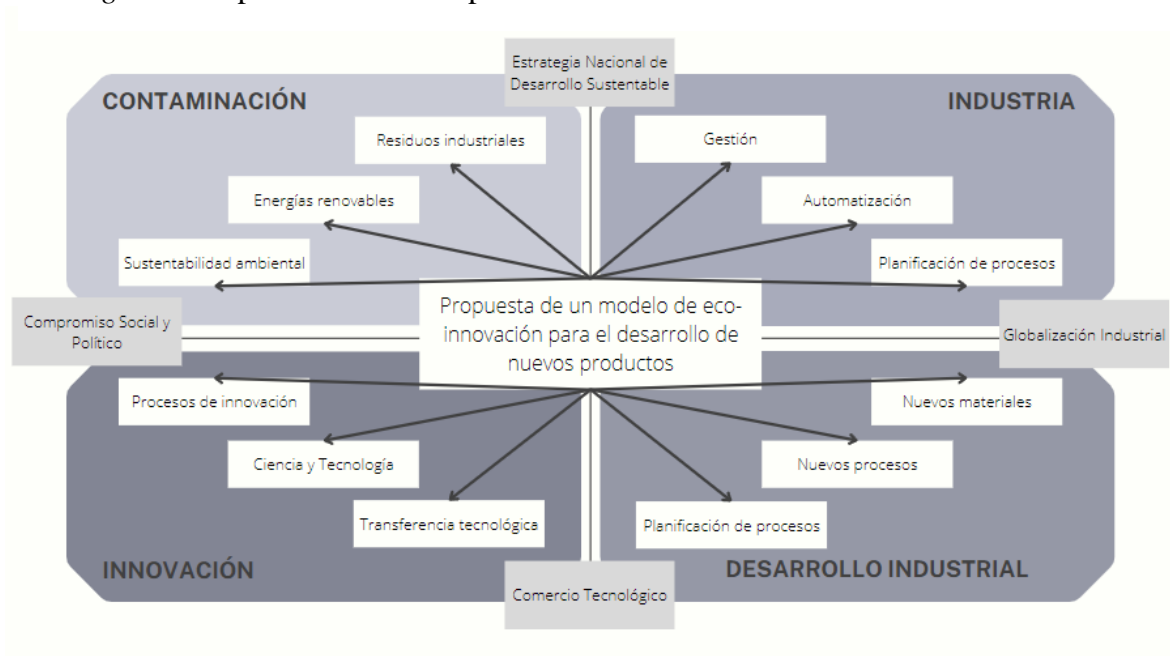 Estrategia Nacional de
Desarrollo Sustentable
CONTAMINACIÓN
INDUSTRIA
Residuos industriales
Gestión
Energías renovables
Automatización
Sustentabilidad ambiental
Planificación de procesos
Compromiso Social y
Político
Propuesta de un modelo de eco-
innovación para el desarrollo de
nuevos productos
Globalización Industrial
Procesos de innovación
Nuevos materiales
Ciencia y Tecnología
Nuevos procesos
Transferencia tecnológica
Planificación de procesos
INNOVACIÓN
DESARROLLO INDUSTRIAL
Comercio Tecnológico